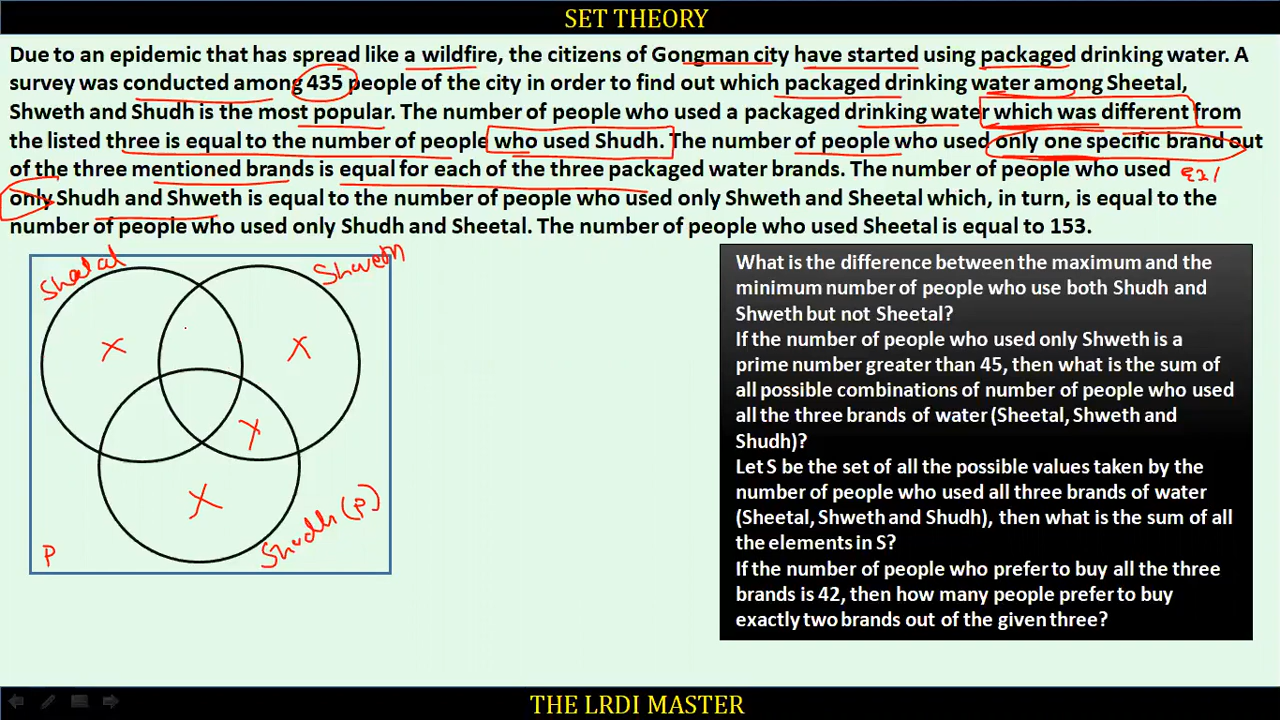 SET THEORY
Due to an epidemic that has spread like a wildfire, the citizens of Gongman city have started using packaged drinking water. A
survey was conducted among 435 people of the city in order to find out which packaged drinking water among Sheetal,
Shweth and Shudh is the most popular. The number of people who used a packaged drinking water which was different from
the listed three is equal to the number of people who used Shudh. The number of people who used only one specific brand out
of the three mentioned brands is equal for each of the three packaged water brands. The number of people who used
only Shudh and Shweth is equal to the number of people who used only Shweth and Sheetal which, in turn, is equal to the
number of people who used only Shudh and Sheetal. The number of people who used Sheetal is equal to 153.
Sheetal
Shweth
X
X
Y
X
Shudh (P)
P
What is the difference between the maximum and the
minimum number of people who use both Shudh and
Shweth but not Sheetal?
If the number of people who used only Shweth is a
prime number greater than 45, then what is the sum of
all possible combinations of number of people who used
all the three brands of water (Sheetal, Shweth and
Shudh)?
Let S be the set of all the possible values taken by the
number of people who used all three brands of water
(Sheetal, Shweth and Shudh), then what is the sum of all
the elements in S?
If the number of people who prefer to buy all the three
brands is 42, then how many people prefer to buy
exactly two brands out of the given three?
THE LRDI MASTER